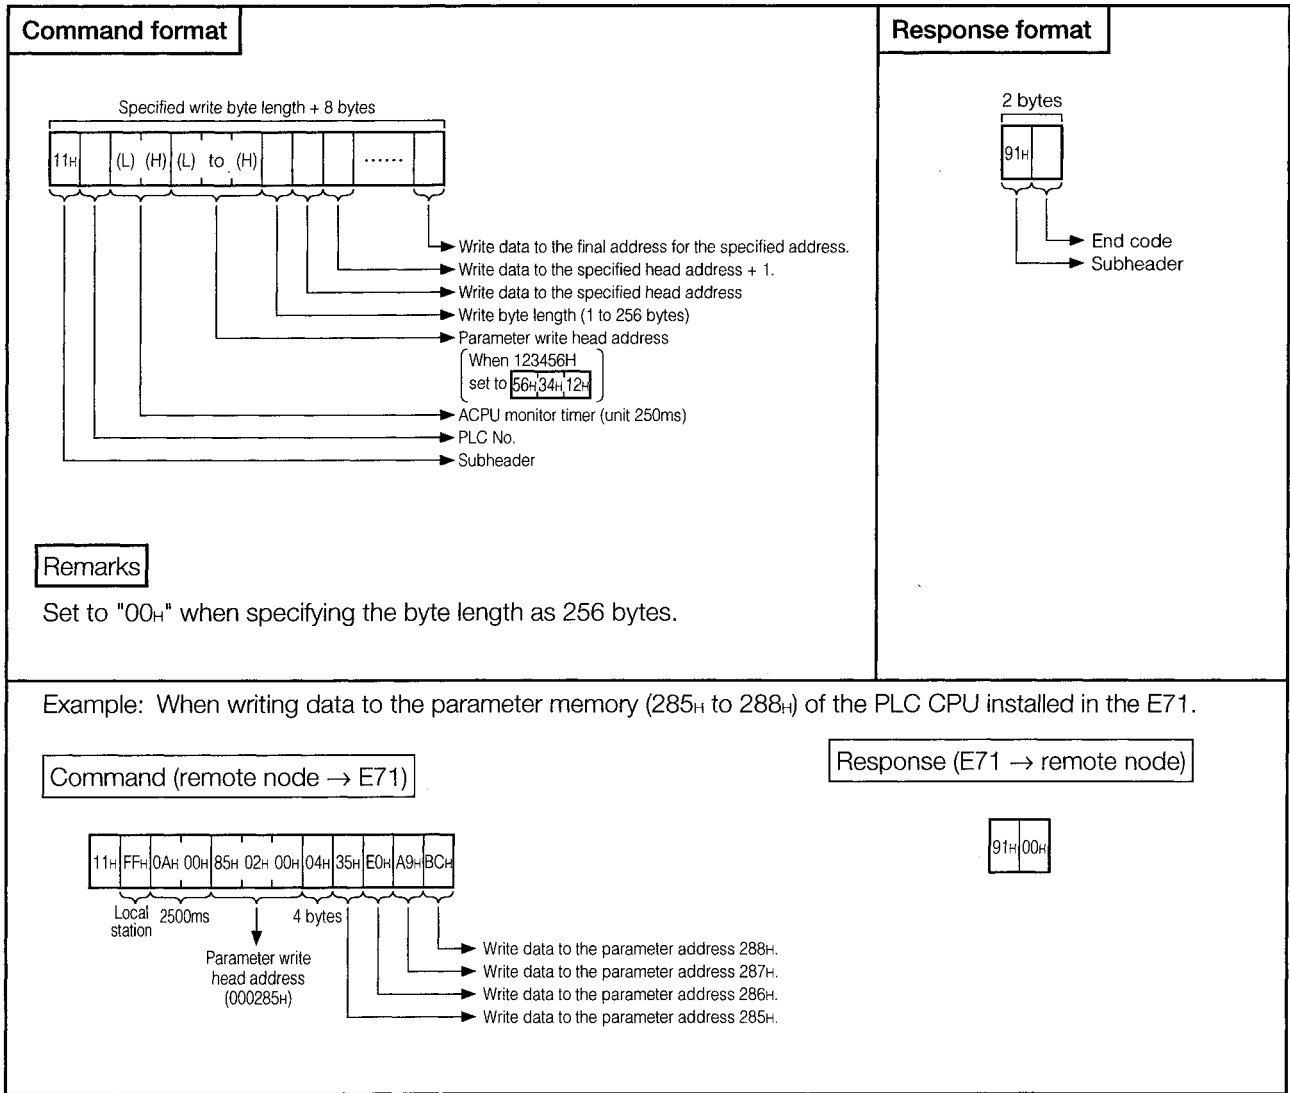 Command format
Specified write byte length + 8 bytes
11H (L) (H) (L) to (H) ......
Write data to the final address for the specified address.
Write data to the specified head address + 1.
Write data to the specified head address
Write byte length (1 to 256 bytes)
Parameter write head address
When 123456H
set to 56H 34H 12H
ACPU monitor timer (unit 250ms)
PLC No.
Subheader
Remarks
Set to "00H" when specifying the byte length as 256 bytes.
Response format
2 bytes
91H
End code
Subheader
Example: When writing data to the parameter memory (285H to 288H) of the PLC CPU installed in the E71.
Command (remote node → E71)
11H FFH 0AH 00H 85H 02H 00H 04H 35H E0H A9H BCH
Local
station
2500ms
4 bytes
Parameter write
head address
(000285H)
Write data to the parameter address 288H.
Write data to the parameter address 287H.
Write data to the parameter address 286H.
Write data to the parameter address 285H.
Response (E71 → remote node)
91H 00H